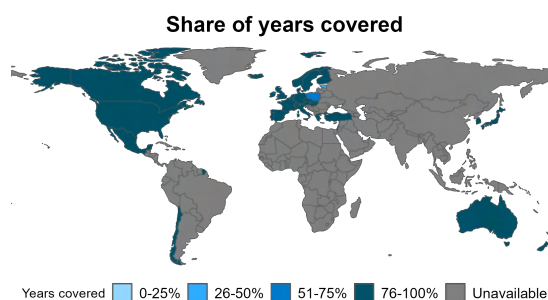 Share of years covered
Years covered 0-25% 26-50% 51-75% 76-100% Unavailable